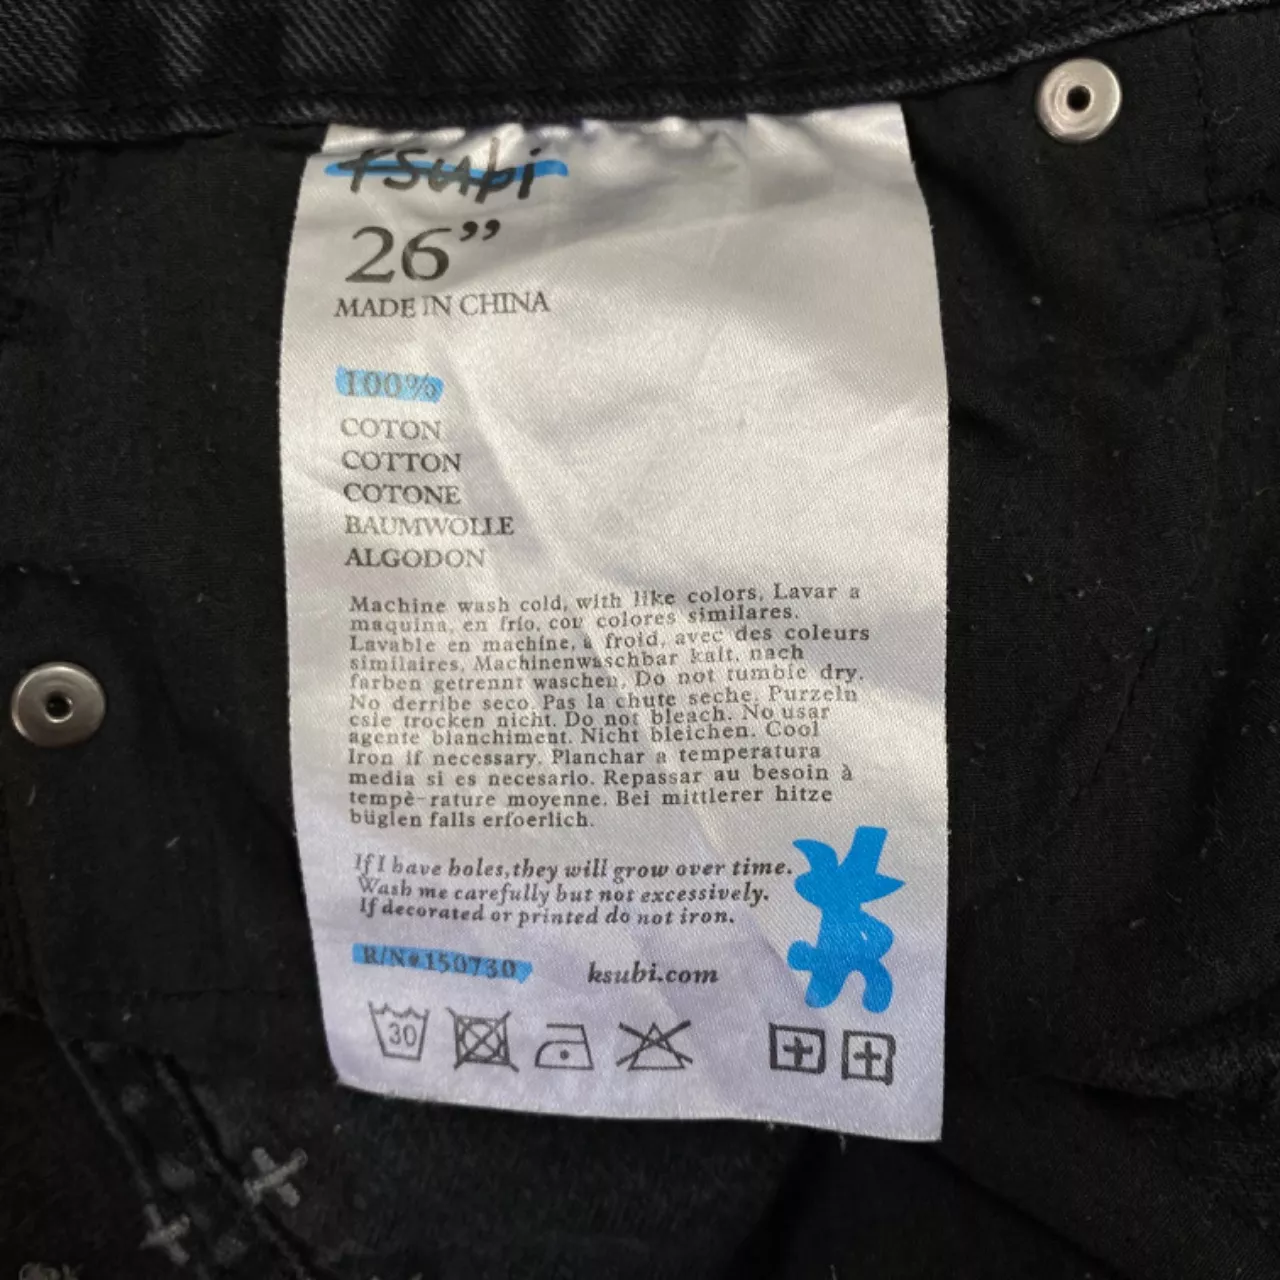 ksubi
26”
MADE IN CHINA
100%
COTON
COTTON
COTONE
BAUMWOLLE
ALGODON
Machine wash cold, with like colors. Lavar a
maquina, en frío, con colores similares.
Lavable en machine, à froid, avec des coleurs
similaires, Machinenwaschbar kalt, nach
farben getrennt waschen. Do not tumble dry.
No derribe seco. Pas la chute seche. Purzeln
csie trocken nicht. Do not bleach. No usar
agente blanchiment. Nicht bleichen. Cool
Iron if necessary. Planchar a temperatura
media si es necesario. Repassar au besoin à
tempè-rature moyenne. Bei mittlerer hitze
büglen falls erfoerlich.
If I have holes, they will grow over time.
Wash me carefully but not excessively.
If decorated or printed do not iron.
R/N#150730 ksubi.com
30